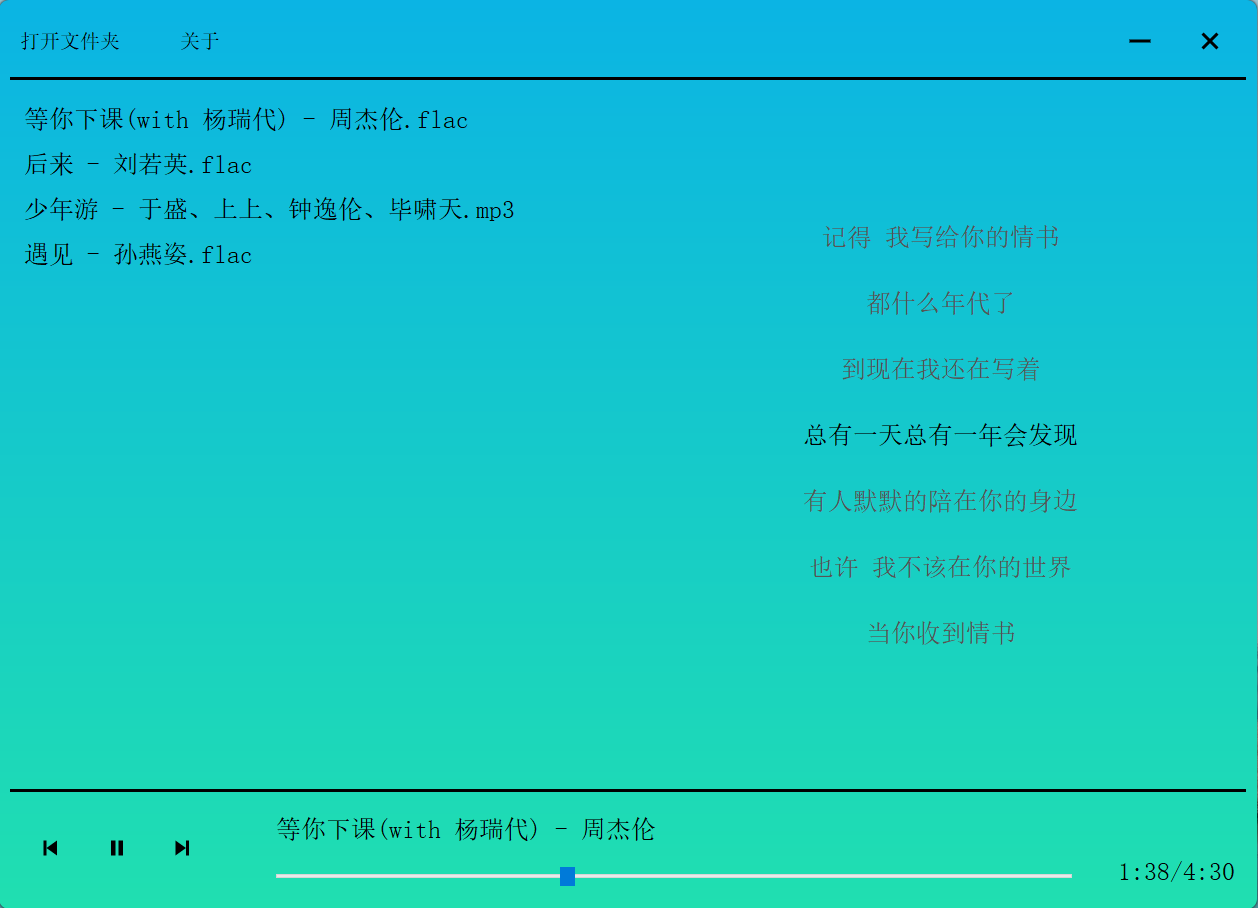 打开文件夹 关于
等你下课(with 杨瑞代) - 周杰伦.flac
后来 - 刘若英.flac
少年游 - 于盛、上上、钟逸伦、毕啸天.mp3
遇见 - 孙燕姿.flac
记得 我写给你的情书
都什么年代了
到现在我还在写着
总有一天总有一年会发现
有人默默的陪在你的身边
也许 我不该在你的世界
当你收到情书
等你下课(with 杨瑞代) - 周杰伦
1:38/4:30